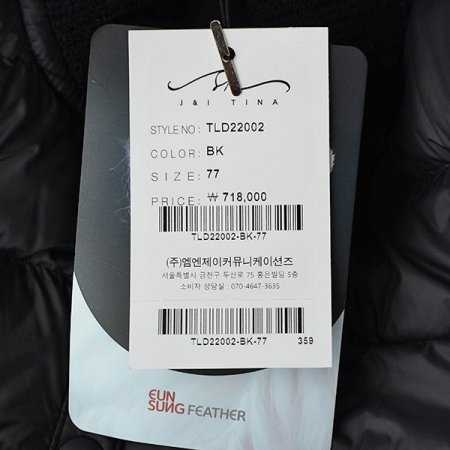 J&I TINA
STYLE NO : TLD22002
COLOR: BK
SIZE: 77
PRICE: ₩ 718,000
TLD22002-BK-77
(주)엠엔제이커뮤니케이션즈
서울특별시 금천구 두산로 75 홍은빌딩 5층
소비자 상담실 : 070-4647-3635
TLD22002-BK-77 359
EUN
SUNG FEATHER